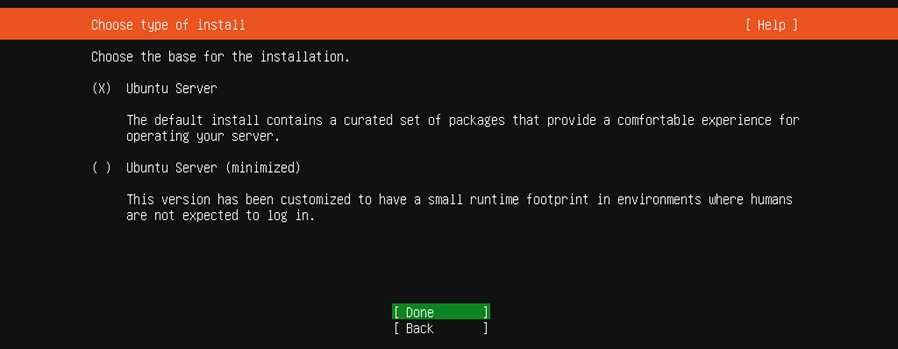 Choose type of install [ Help ]
Choose the base for the installation.
(X) Ubuntu Server
The default install contains a curated set of packages that provide a comfortable experience for
operating your server.
( ) Ubuntu Server (minimized)
This version has been customized to have a small runtime footprint in environments where humans
are not expected to log in.
[ Done ]
[ Back ]